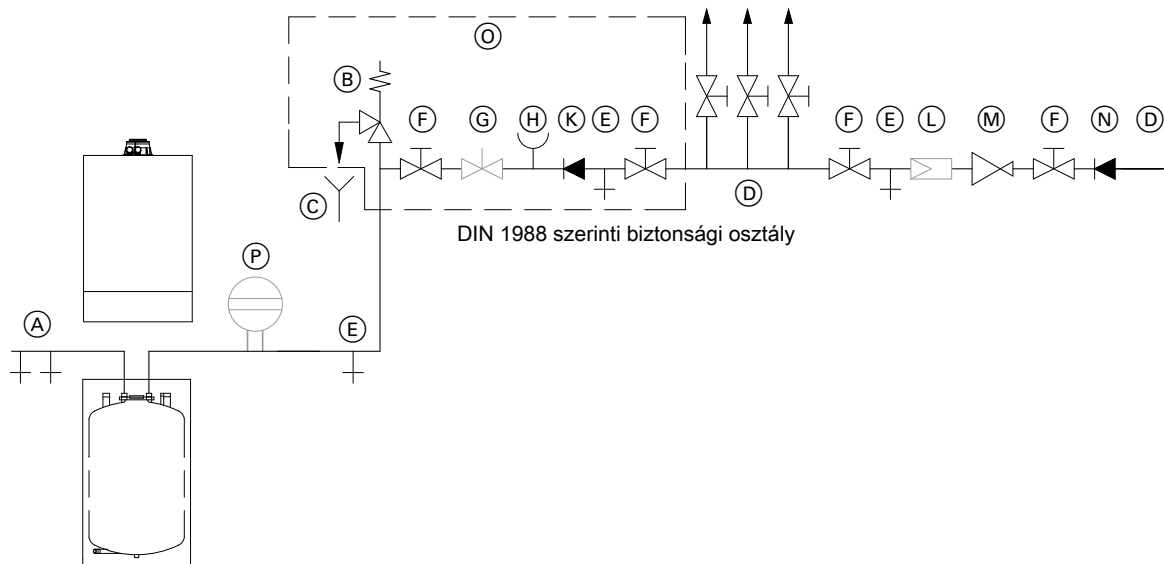 O
B
F G H K E F F E L M F N D
C D
DIN 1988 szerinti biztonsági osztály
P
A E